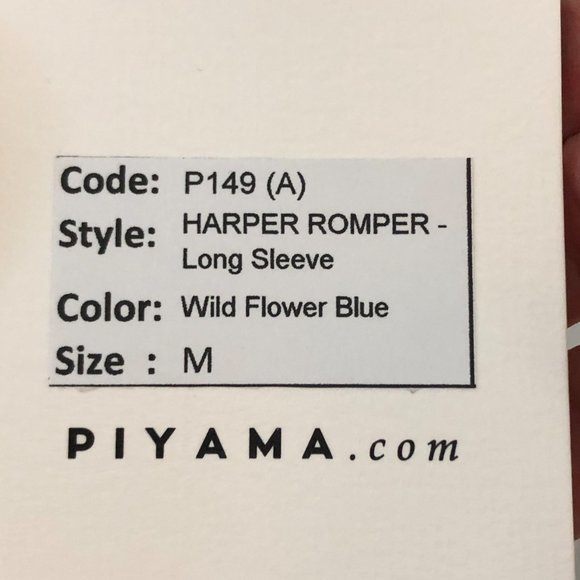 Code: P149 (A)
Style: HARPER ROMPER -
Long Sleeve
Color: Wild Flower Blue
Size : M
PIYAMA.com